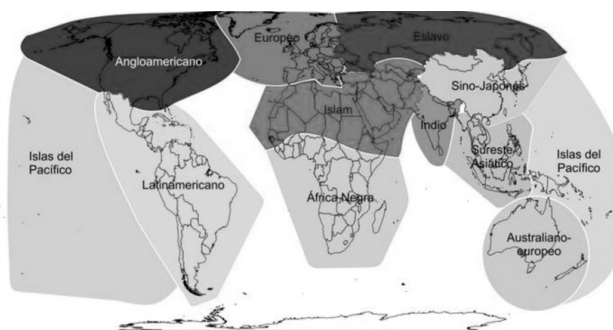 Angloamericano
Europeo
Eslavo
Sino-Japonés
Islam
Indio
Sureste
Asiático
Islas del
Pacífico
Latinamericano
África Negra
Islas del
Pacífico
Australiano-
europeo